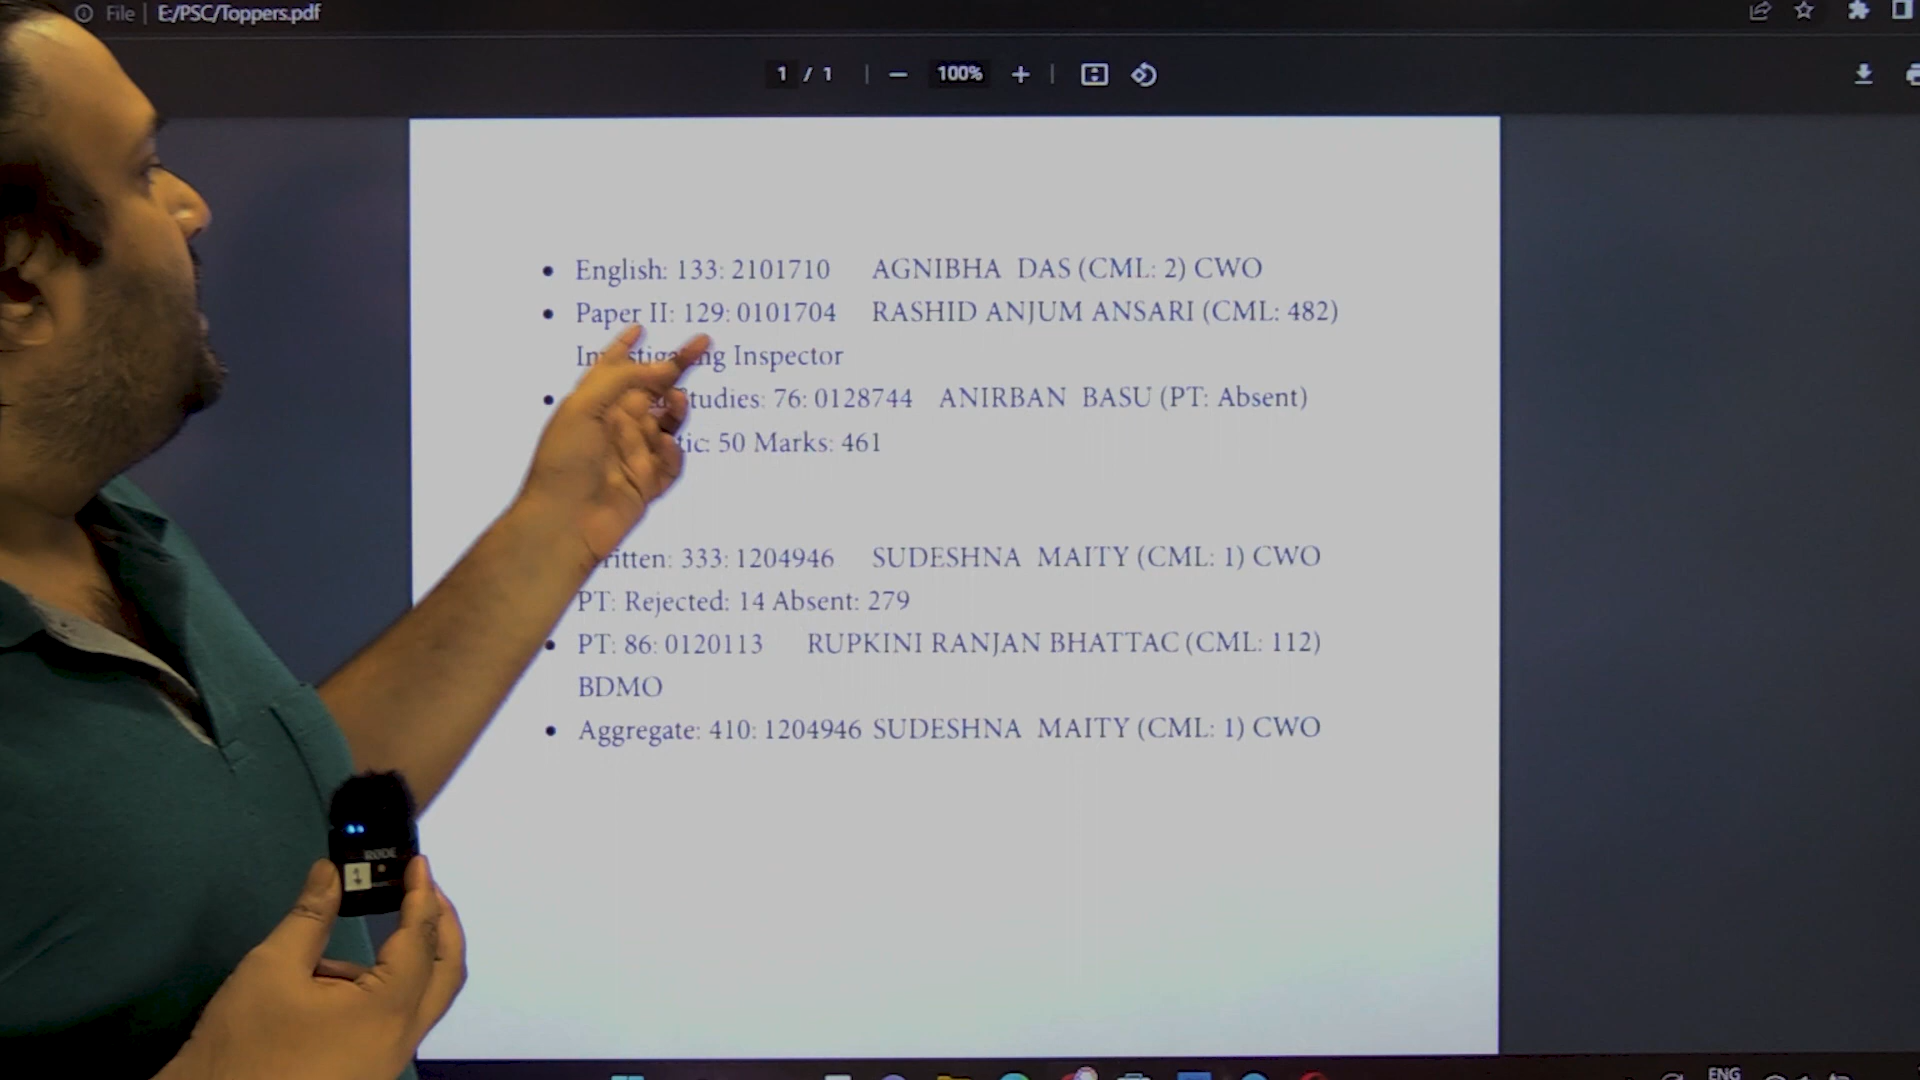 File | E:/PSC/Toppers.pdf
1 / 1 | − 100% + |
• English: 133: 2101710 AGNIBHA DAS (CML: 2) CWO
• Paper II: 129: 0101704 RASHID ANJUM ANSARI (CML: 482)
Inspector
• 76: 0128744 ANIRBAN BASU (PT: Absent)
50 Marks: 461
333: 1204946 SUDESHNA MAITY (CML: 1) CWO
PT: Rejected: 14 Absent: 279
• PT: 86: 0120113 RUPKINI RANJAN BHATTAC (CML: 112)
BDMO
• Aggregate: 410: 1204946 SUDESHNA MAITY (CML: 1) CWO
RODE
ENG